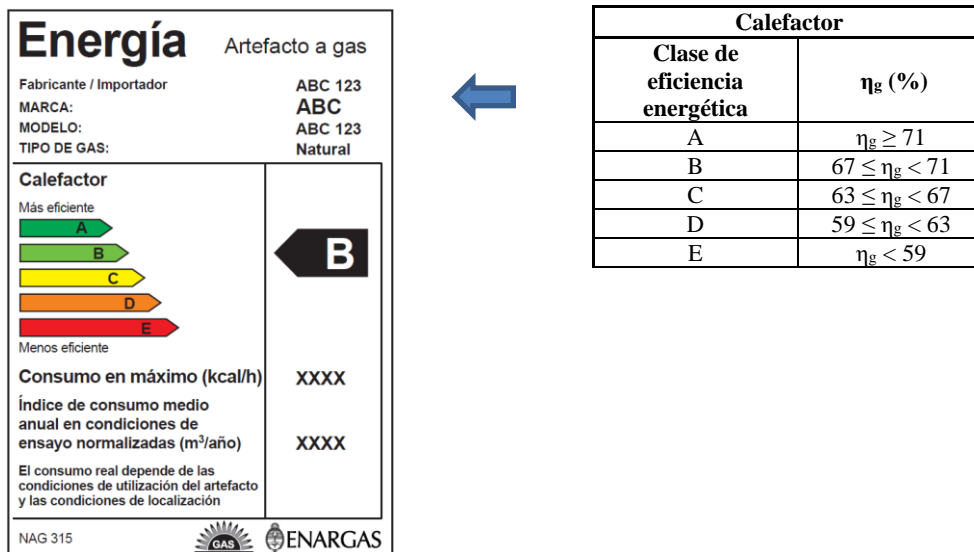 Energía Artefacto a gas
Fabricante / Importador ABC 123
MARCA: ABC
MODELO: ABC 123
TIPO DE GAS: Natural
Calefactor
Más eficiente
A
B
C
D
E
B
Menos eficiente
Consumo en máximo (kcal/h) XXXX
Índice de consumo medio
anual en condiciones de
ensayo normalizadas (m³/año) XXXX
El consumo real depende de las
condiciones de utilización del artefacto
y las condiciones de localización
NAG 315 GAS ENARGAS
Calefactor
Clase de
eficiencia
energética
ηg (%)
A ηg ≥ 71
B 67 ≤ ηg < 71
C 63 ≤ ηg < 67
D 59 ≤ ηg < 63
E ηg < 59